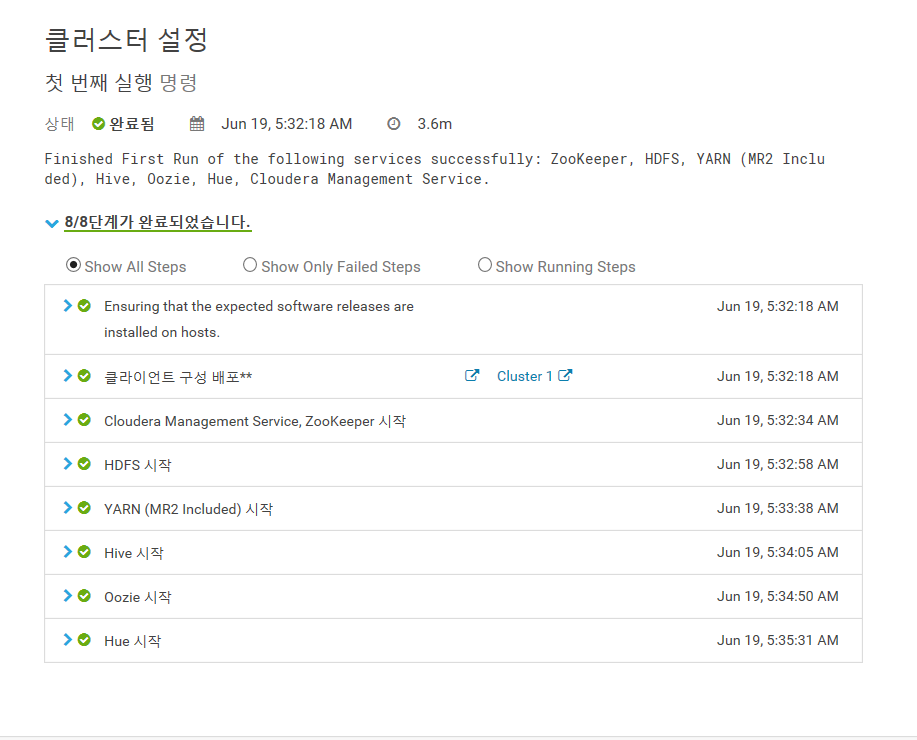 클러스터 설정
첫 번째 실행 명령
상태 완료됨 Jun 19, 5:32:18 AM 3.6m
Finished First Run of the following services successfully: ZooKeeper, HDFS, YARN (MR2 Inclu
ded), Hive, Oozie, Hue, Cloudera Management Service.
8/8단계가 완료되었습니다.
Show All Steps Show Only Failed Steps Show Running Steps
Ensuring that the expected software releases are Jun 19, 5:32:18 AM
installed on hosts.
클라이언트 구성 배포** Cluster 1 Jun 19, 5:32:18 AM
Cloudera Management Service, ZooKeeper 시작 Jun 19, 5:32:34 AM
HDFS 시작 Jun 19, 5:32:58 AM
YARN (MR2 Included) 시작 Jun 19, 5:33:38 AM
Hive 시작 Jun 19, 5:34:05 AM
Oozie 시작 Jun 19, 5:34:50 AM
Hue 시작 Jun 19, 5:35:31 AM